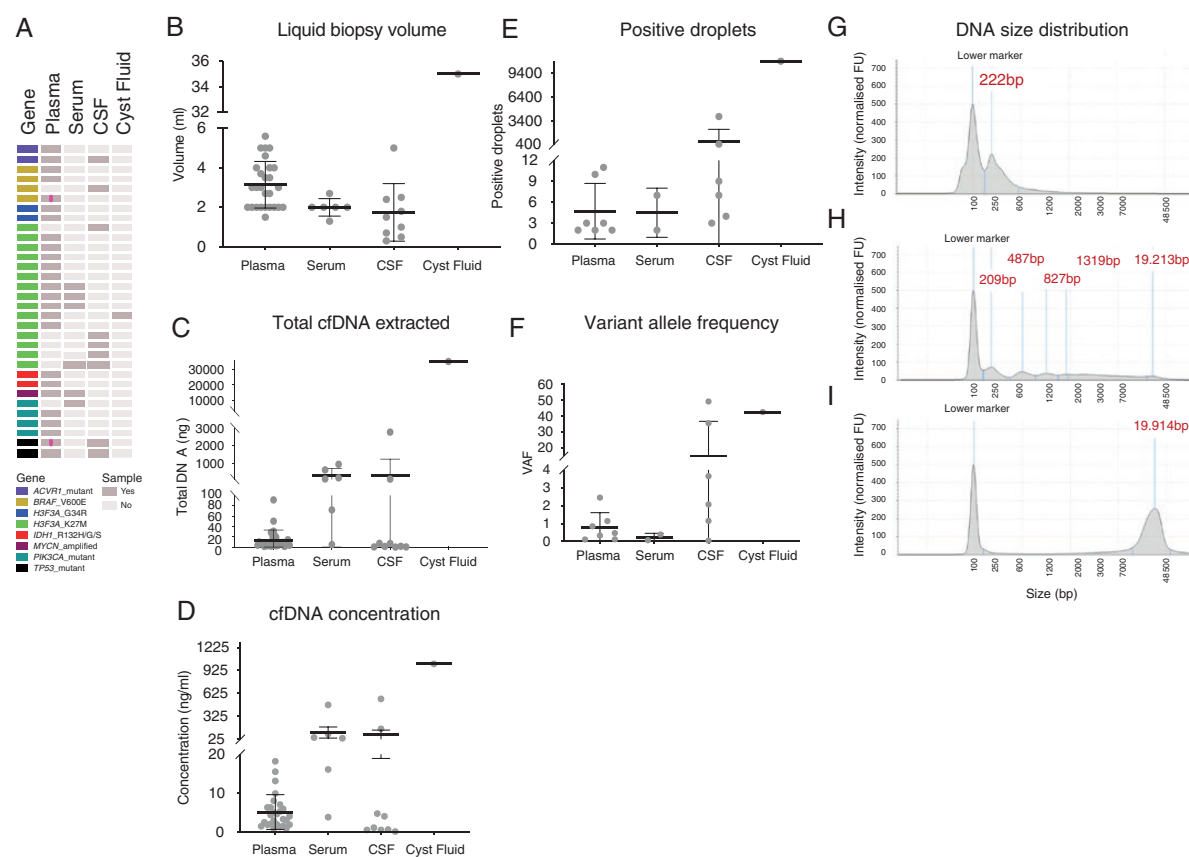 A
Gene
Plasma
Serum
CSF
Cyst Fluid
Gene
ACVR1_mutant
BRAF_V600E
H3F3A_G34R
H3F3A_K27M
IDH1_R132H/G/S
MYCN_amplified
PIK3CA_mutant
TP53_mutant
Sample
Yes
No
B
Liquid biopsy volume
Volume (ml)
36
34
32
6
4
2
0
Plasma
Serum
CSF
Cyst Fluid
C
Total cfDNA extracted
Total DN A (ng)
30000
20000
10000
3000
1000
100
80
60
40
20
0
Plasma
Serum
CSF
Cyst Fluid
D
cfDNA concentration
Concentration (ng/ml)
1225
925
625
325
25
20
10
0
Plasma
Serum
CSF
Cyst Fluid
E
Positive droplets
Positive droplets
9400
6400
3400
400
12
9
6
3
0
Plasma
Serum
CSF
Cyst Fluid
F
Variant allele frequency
VAF
60
50
40
30
20
10
4
3
2
1
0
Plasma
Serum
CSF
Cyst Fluid
G
DNA size distribution
Lower marker
222bp
Intensity (normalised FU)
700
600
500
400
300
200
100
0
100
250
600
1200
2000
3000
7000
48500
H
Lower marker
209bp
487bp
827bp
1319bp
19.213bp
Intensity (normalised FU)
700
600
500
400
300
200
100
0
100
250
600
1200
2000
3000
7000
48500
I
Lower marker
19.914bp
Intensity (normalised FU)
700
600
500
400
300
200
100
0
100
250
600
1200
2000
3000
7000
48500
Size (bp)